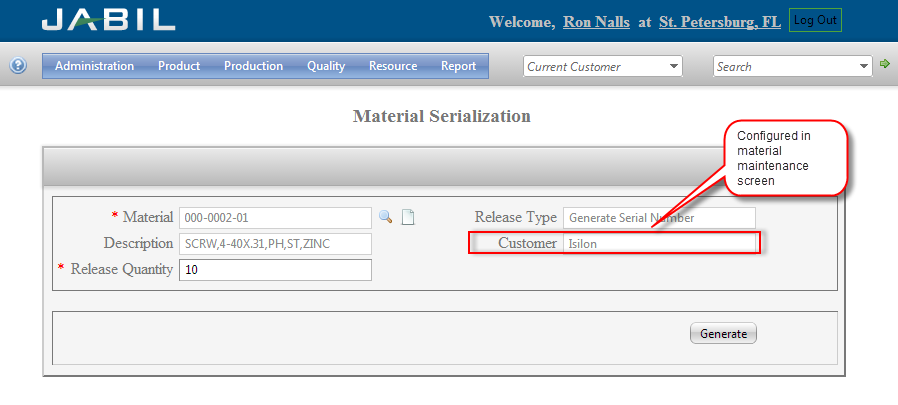 JABIL
Welcome, Ron Nalls at St. Petersburg, FL Log Out
? Administration Product Production Quality Resource Report Current Customer Search
Material Serialization
Configured in
material
maintenance
screen
* Material 000-0002-01 Release Type Generate Serial Number
Description SCRW,4-40X.31,PH,ST,ZINC Customer Isilon
* Release Quantity 10
Generate